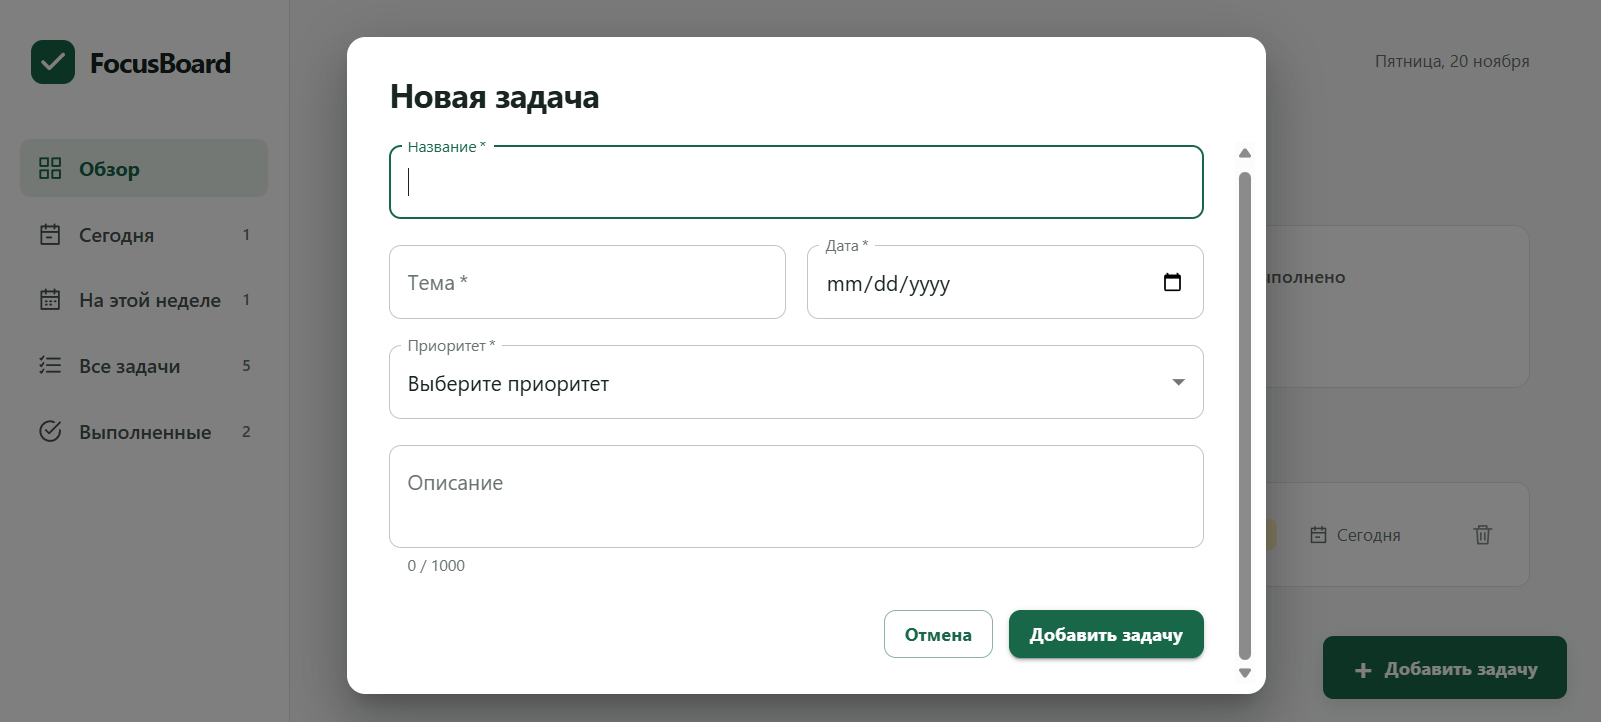 FocusBoard
Обзор
Сегодня 1
На этой неделе 1
Все задачи 5
Выполненные 2
Пятница, 20 ноября
Новая задача
Название *
Тема *
Дата *
mm/dd/yyyy
Приоритет *
Выберите приоритет
Описание
0 / 1000
Отмена
Добавить задачу
Сегодня
+ Добавить задачу